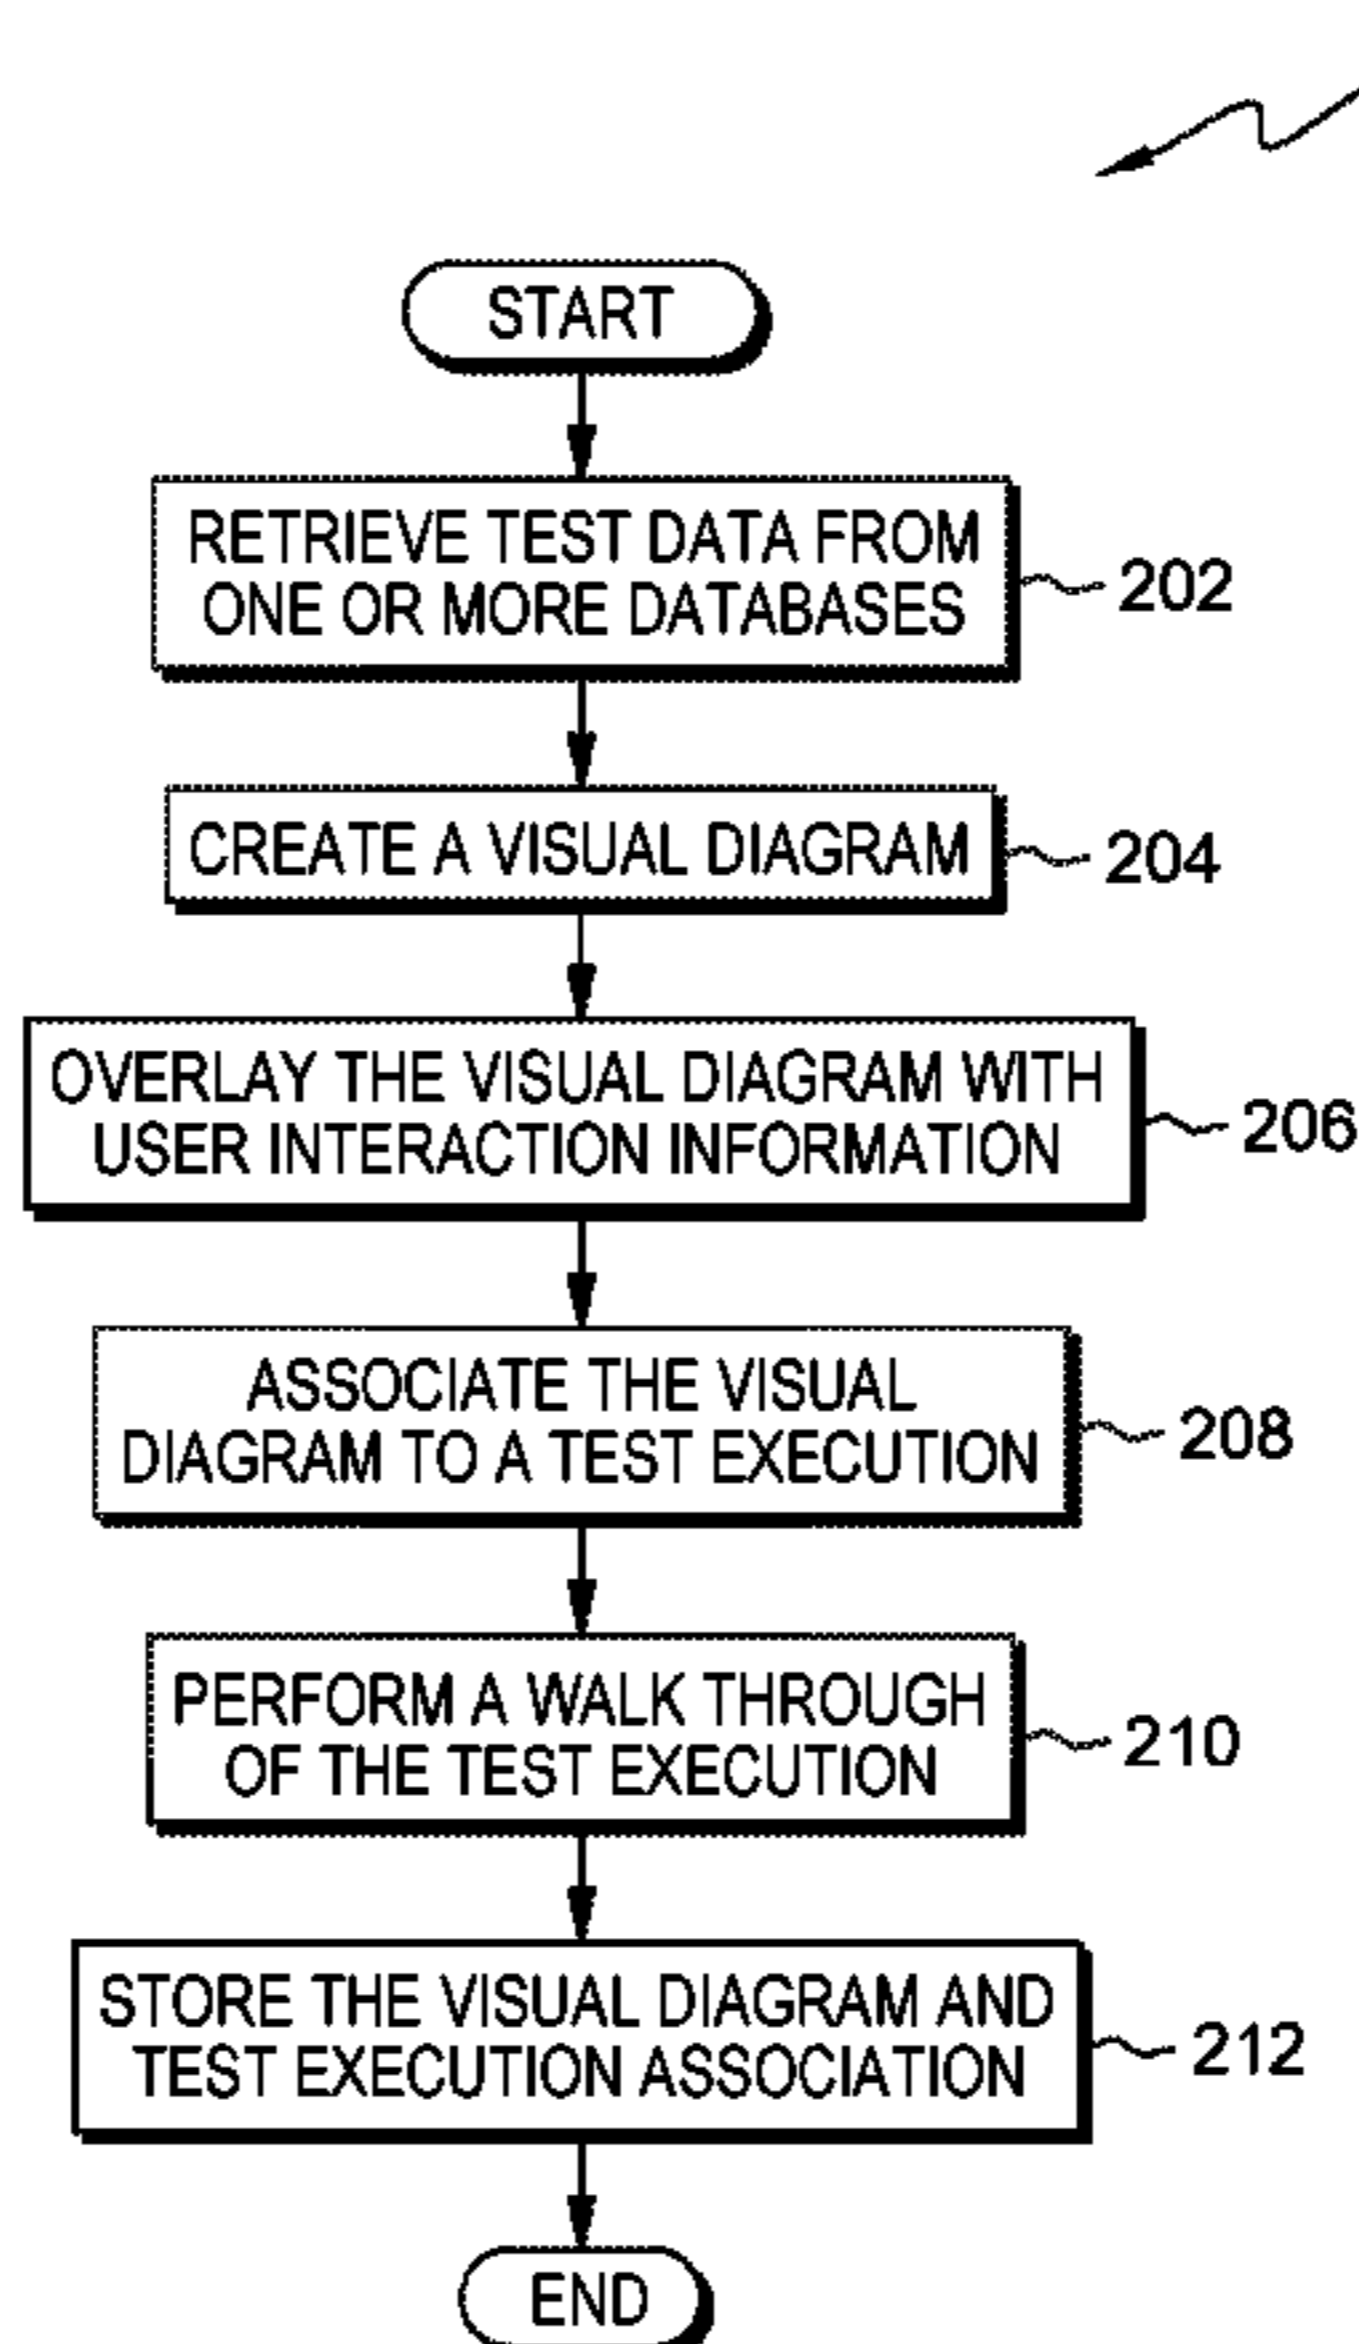 START
RETRIEVE TEST DATA FROM
ONE OR MORE DATABASES
202
CREATE A VISUAL DIAGRAM
204
OVERLAY THE VISUAL DIAGRAM WITH
USER INTERACTION INFORMATION
206
ASSOCIATE THE VISUAL
DIAGRAM TO A TEST EXECUTION
208
PERFORM A WALK THROUGH
OF THE TEST EXECUTION
210
STORE THE VISUAL DIAGRAM AND
TEST EXECUTION ASSOCIATION
212
END